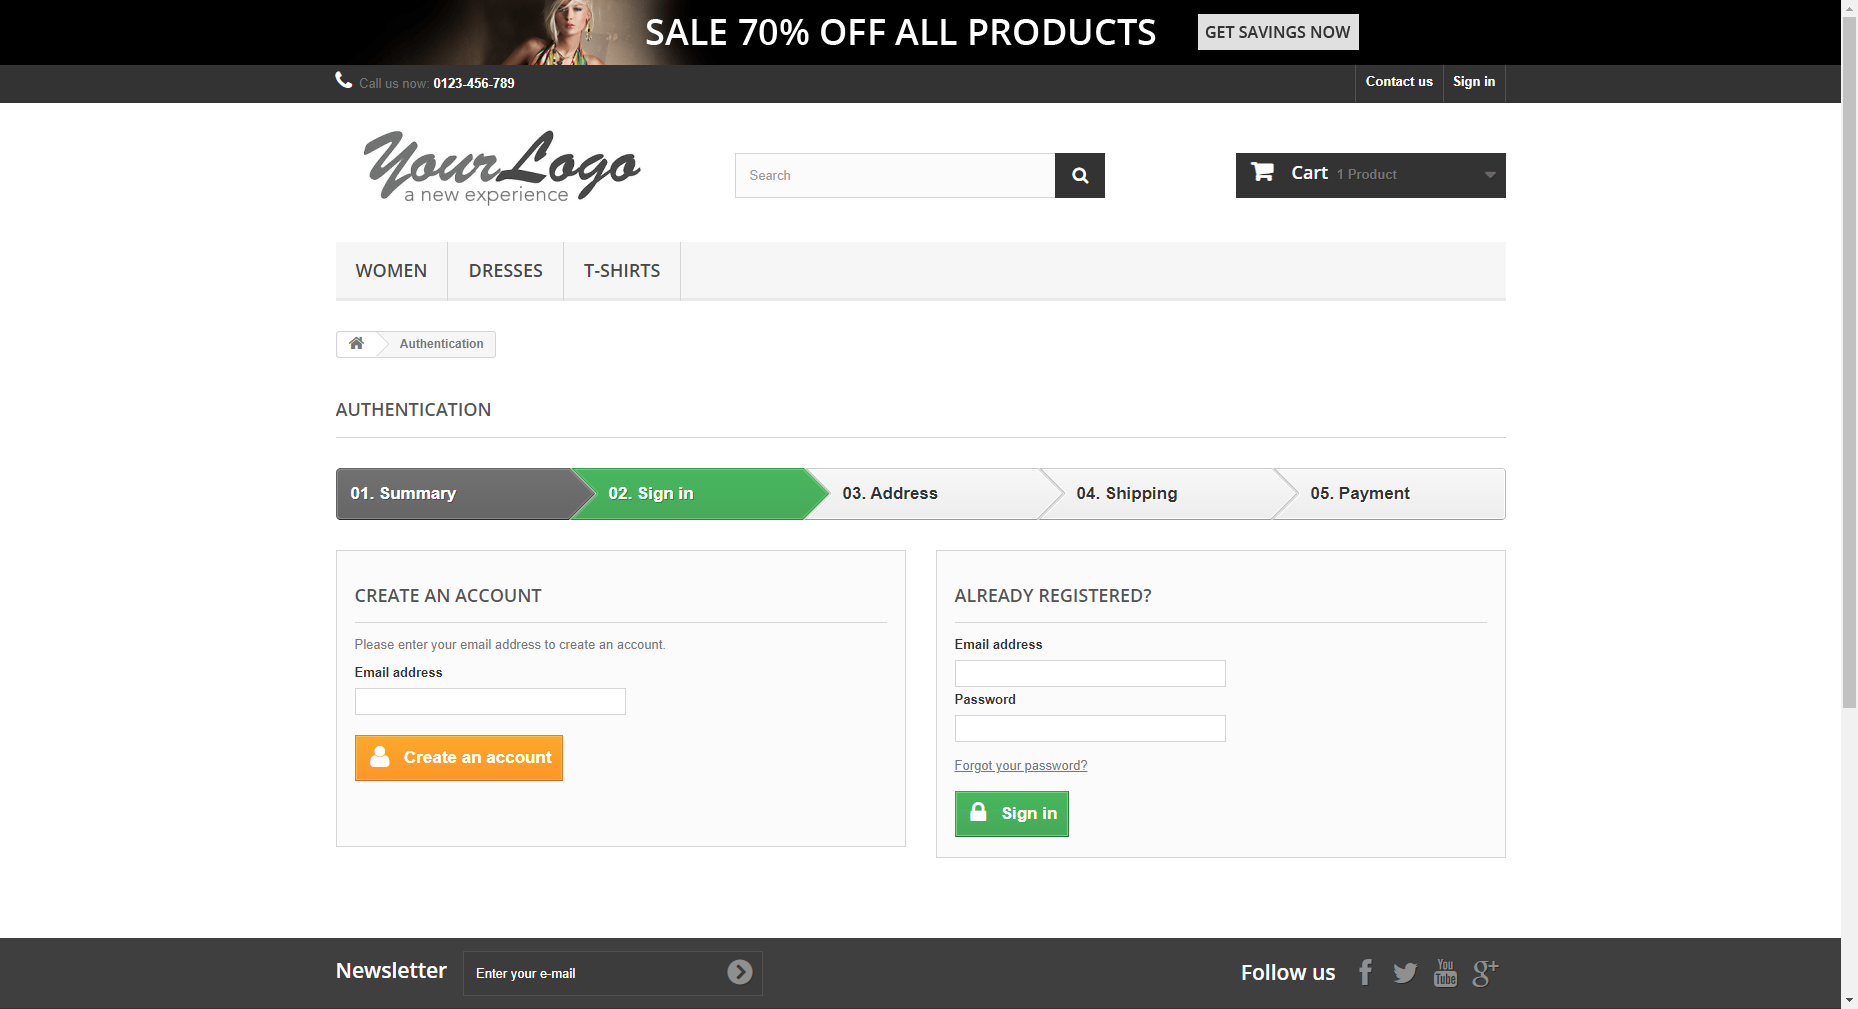 SALE 70% OFF ALL PRODUCTS GET SAVINGS NOW
Call us now: 0123-456-789 Contact us Sign in
YourLogo
a new experience
Search
Cart 1 Product
WOMEN DRESSES T-SHIRTS
Authentication
AUTHENTICATION
01. Summary 02. Sign in 03. Address 04. Shipping 05. Payment
CREATE AN ACCOUNT
Please enter your email address to create an account.
Email address
Create an account
ALREADY REGISTERED?
Email address
Password
Forgot your password?
Sign in
Newsletter Enter your e-mail Follow us f You Tube g+